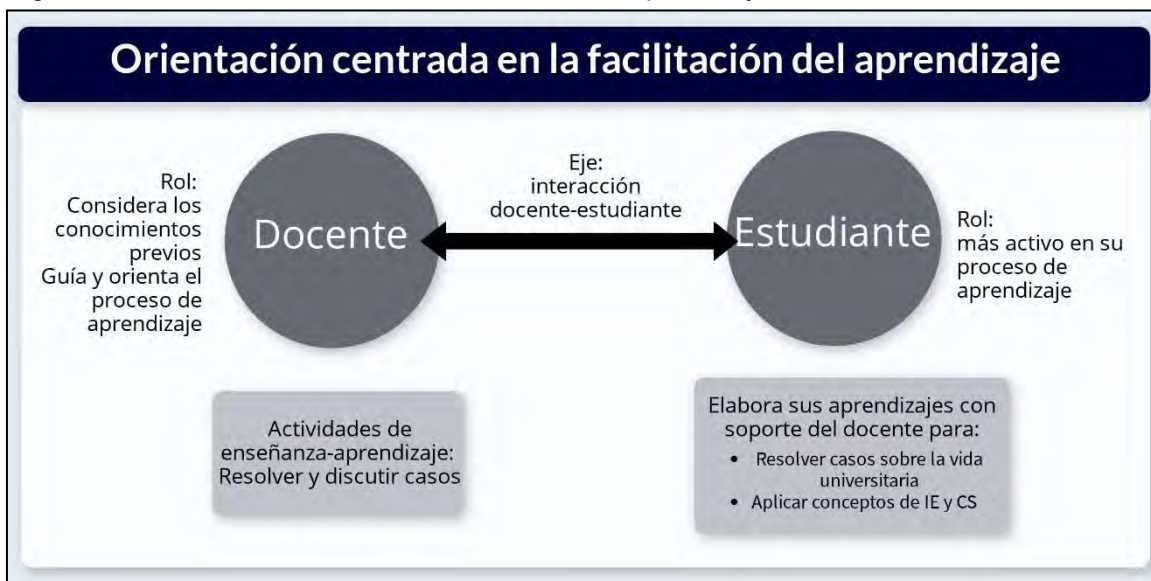 Orientación centrada en la facilitación del aprendizaje
Rol:
Considera los
conocimientos
previos
Guía y orienta el
proceso de
aprendizaje
Docente
Eje:
interacción
docente-estudiante
Estudiante
Rol:
más activo en su
proceso de
aprendizaje
Actividades de
enseñanza-aprendizaje:
Resolver y discutir casos
Elabora sus aprendizajes con
soporte del docente para:
• Resolver casos sobre la vida
universitaria
• Aplicar conceptos de IE y CS